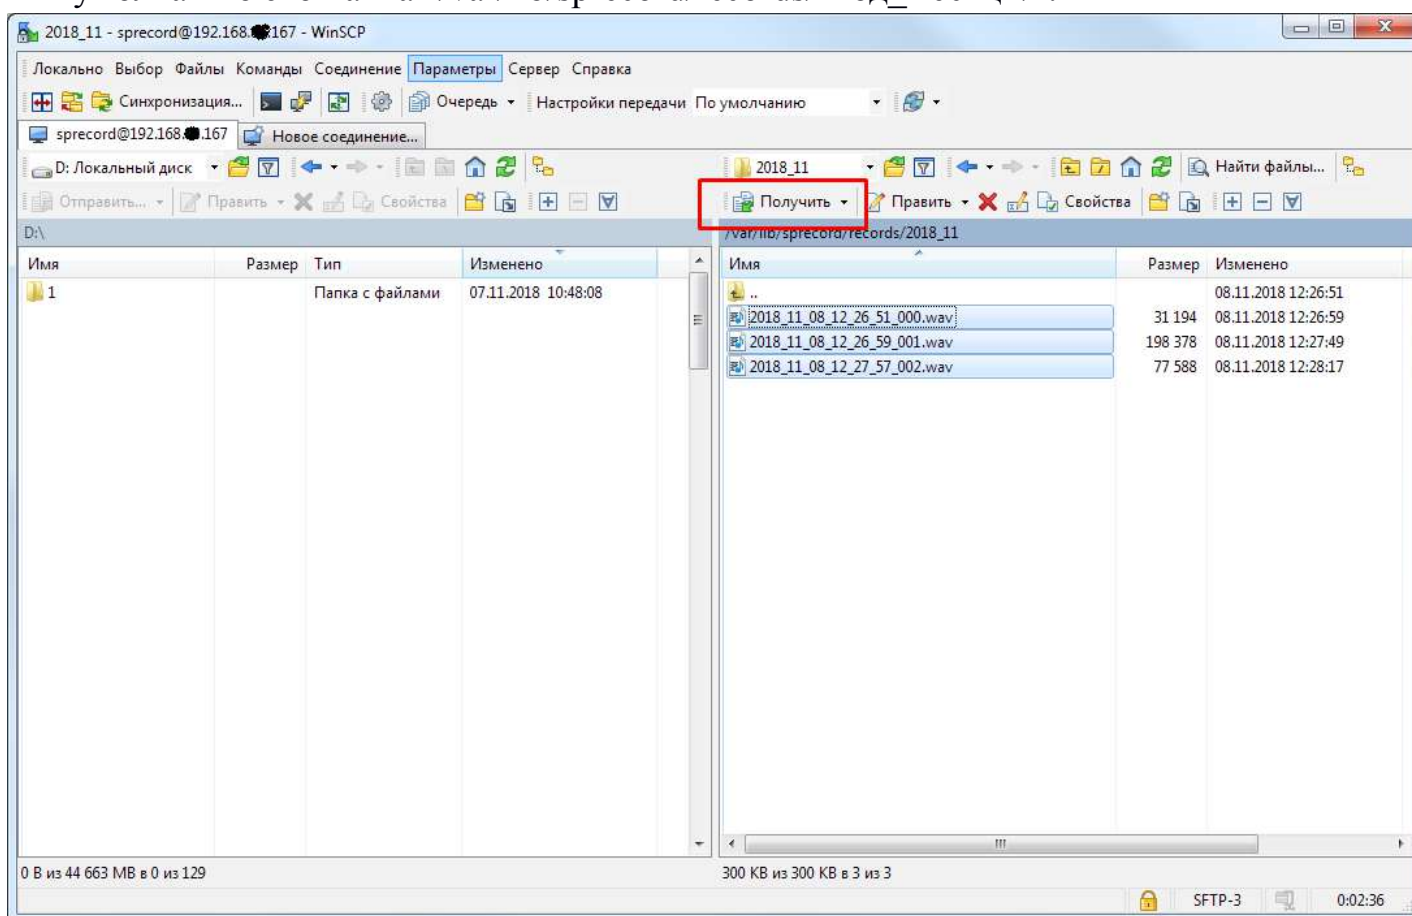 2018_11 - sprecord@192.168. 167 - WinSCP
Локально Выбор Файлы Команды Соединение Параметры Сервер Справка
Синхронизация... Очередь Настройки передачи По умолчанию
sprecord@192.168. .167 Новое соединение...
D: Локальный диск 2018_11 Найти файлы...
Отправить... Править Свойства Получить Править Свойства
D:\ /var/lib/sprecord/records/2018_11
Имя Размер Тип Изменено Имя Размер Изменено
1 Папка с файлами 07.11.2018 10:48:08 .. 08.11.2018 12:26:51
2018_11_08_12_26_51_000.wav 31 194 08.11.2018 12:26:59
2018_11_08_12_26_59_001.wav 198 378 08.11.2018 12:27:49
2018_11_08_12_27_57_002.wav 77 588 08.11.2018 12:28:17
0 B из 44 663 MB в 0 из 129 300 KB из 300 KB в 3 из 3
SFTP-3 0:02:36